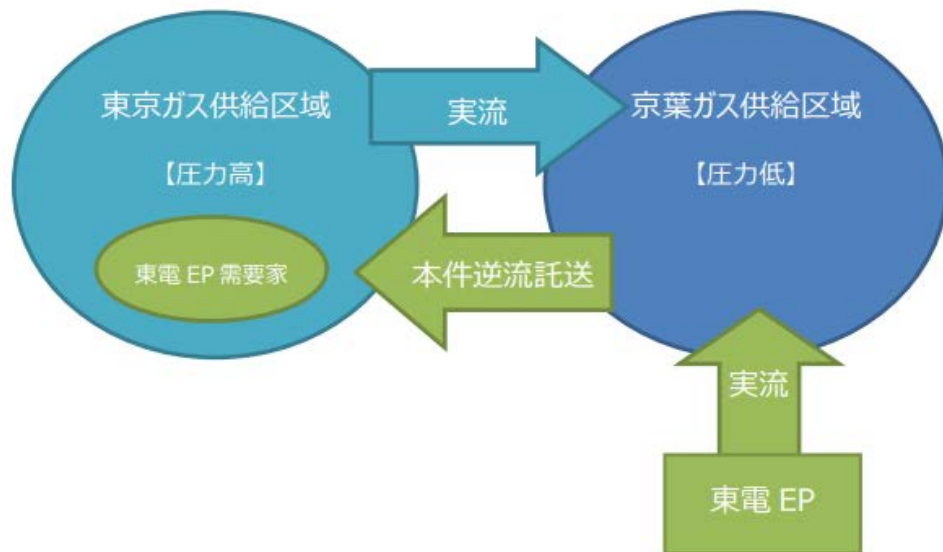 東京ガス供給区域
【圧力高】
実流
京葉ガス供給区域
【圧力低】
東電 EP 需要家
本件逆流託送
実流
東電 EP